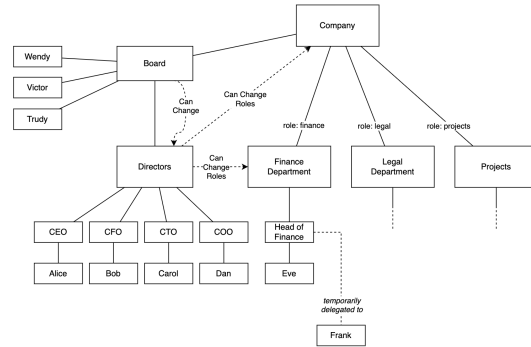 Company
Wendy
Board
Victor
Trudy
Can
Change
Can Change
Roles
role: finance
role: legal
role: projects
Directors
Can
Change
Roles
Finance
Department
Legal
Department
Projects
CEO
CFO
CTO
COO
Head of
Finance
Alice
Bob
Carol
Dan
Eve
temporarily
delegated to
Frank